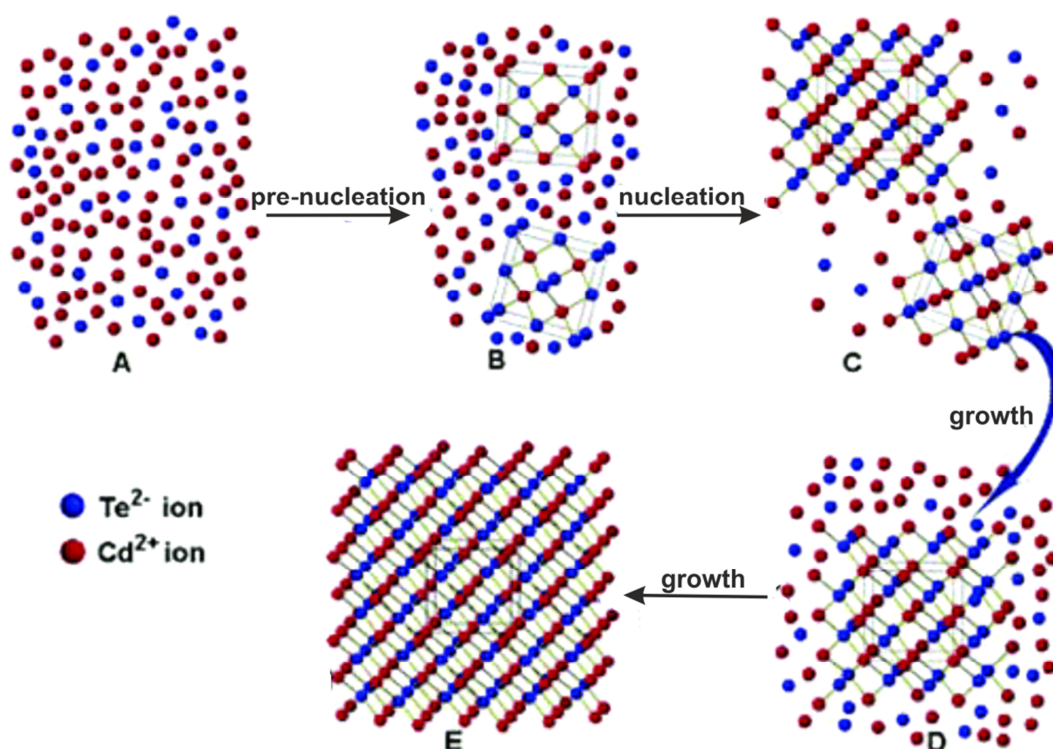 pre-nucleation
nucleation
A
B
C
growth
Te²⁻ ion
Cd²⁺ ion
growth
E
D